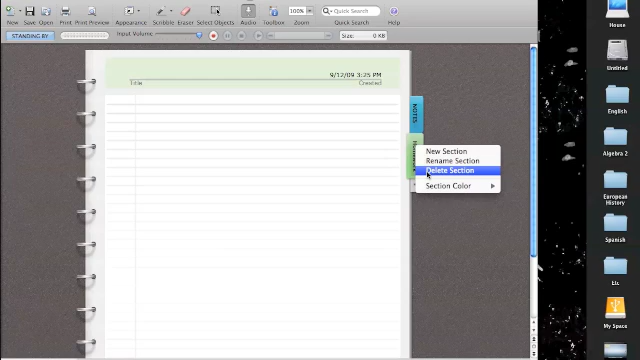 New Save Open Print Print Preview Appearance Scribble Eraser Select Objects Audio Toolbox 100% Zoom Quick Search Quick Search Help
STANDING BY Input Volume: Size: 0 KB
9/12/09 3:25 PM
Title Created
NOTES
New Section
Rename Section
Delete Section
Section Color
House
Untitled
English
Algebra 2
European
History
Spanish
Etc
My Space